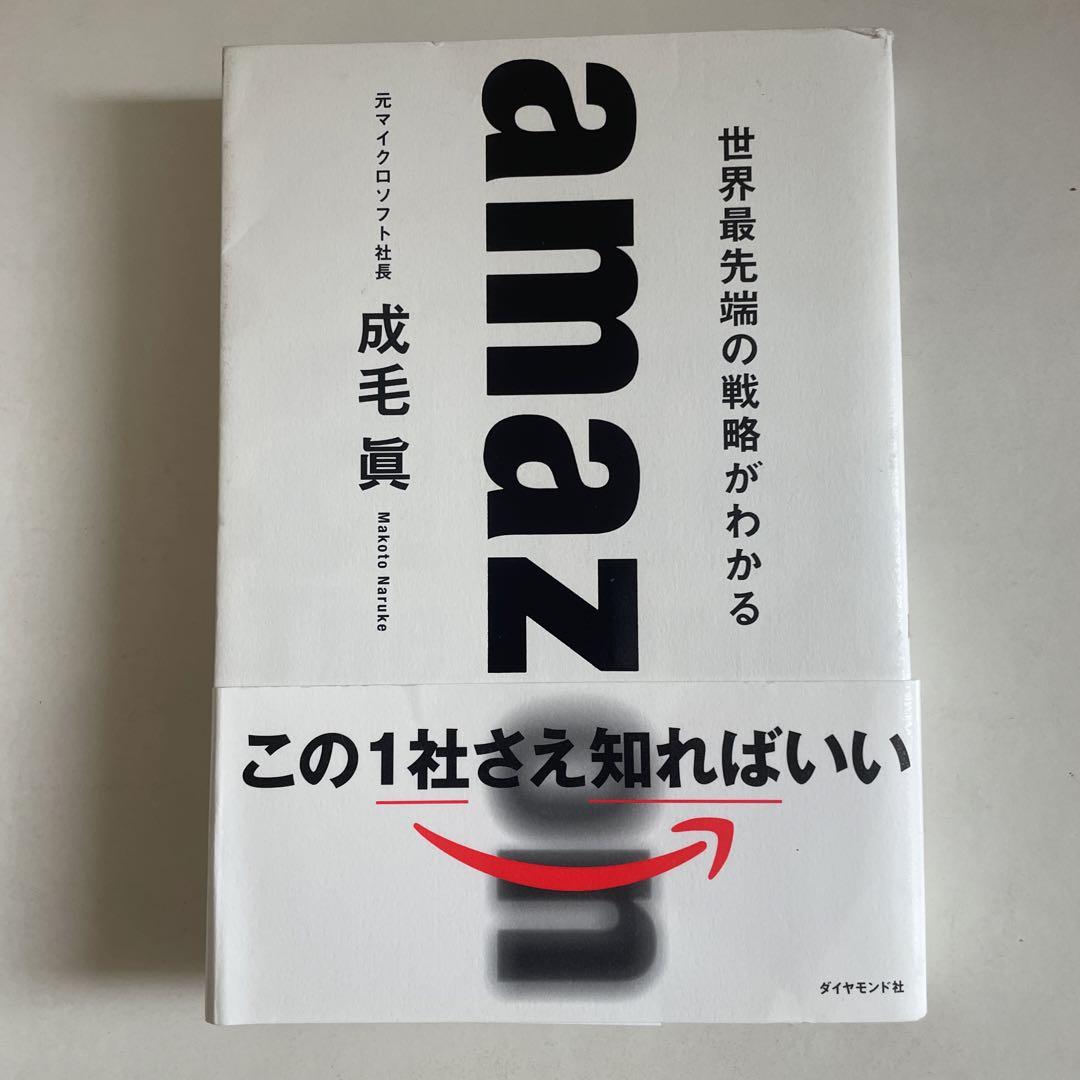 世界最先端の戦略がわかる
amazon
元マイクロソフト社長
成毛 眞
Makoto Naruke
この1社さえ知ればいい
ダイヤモンド社